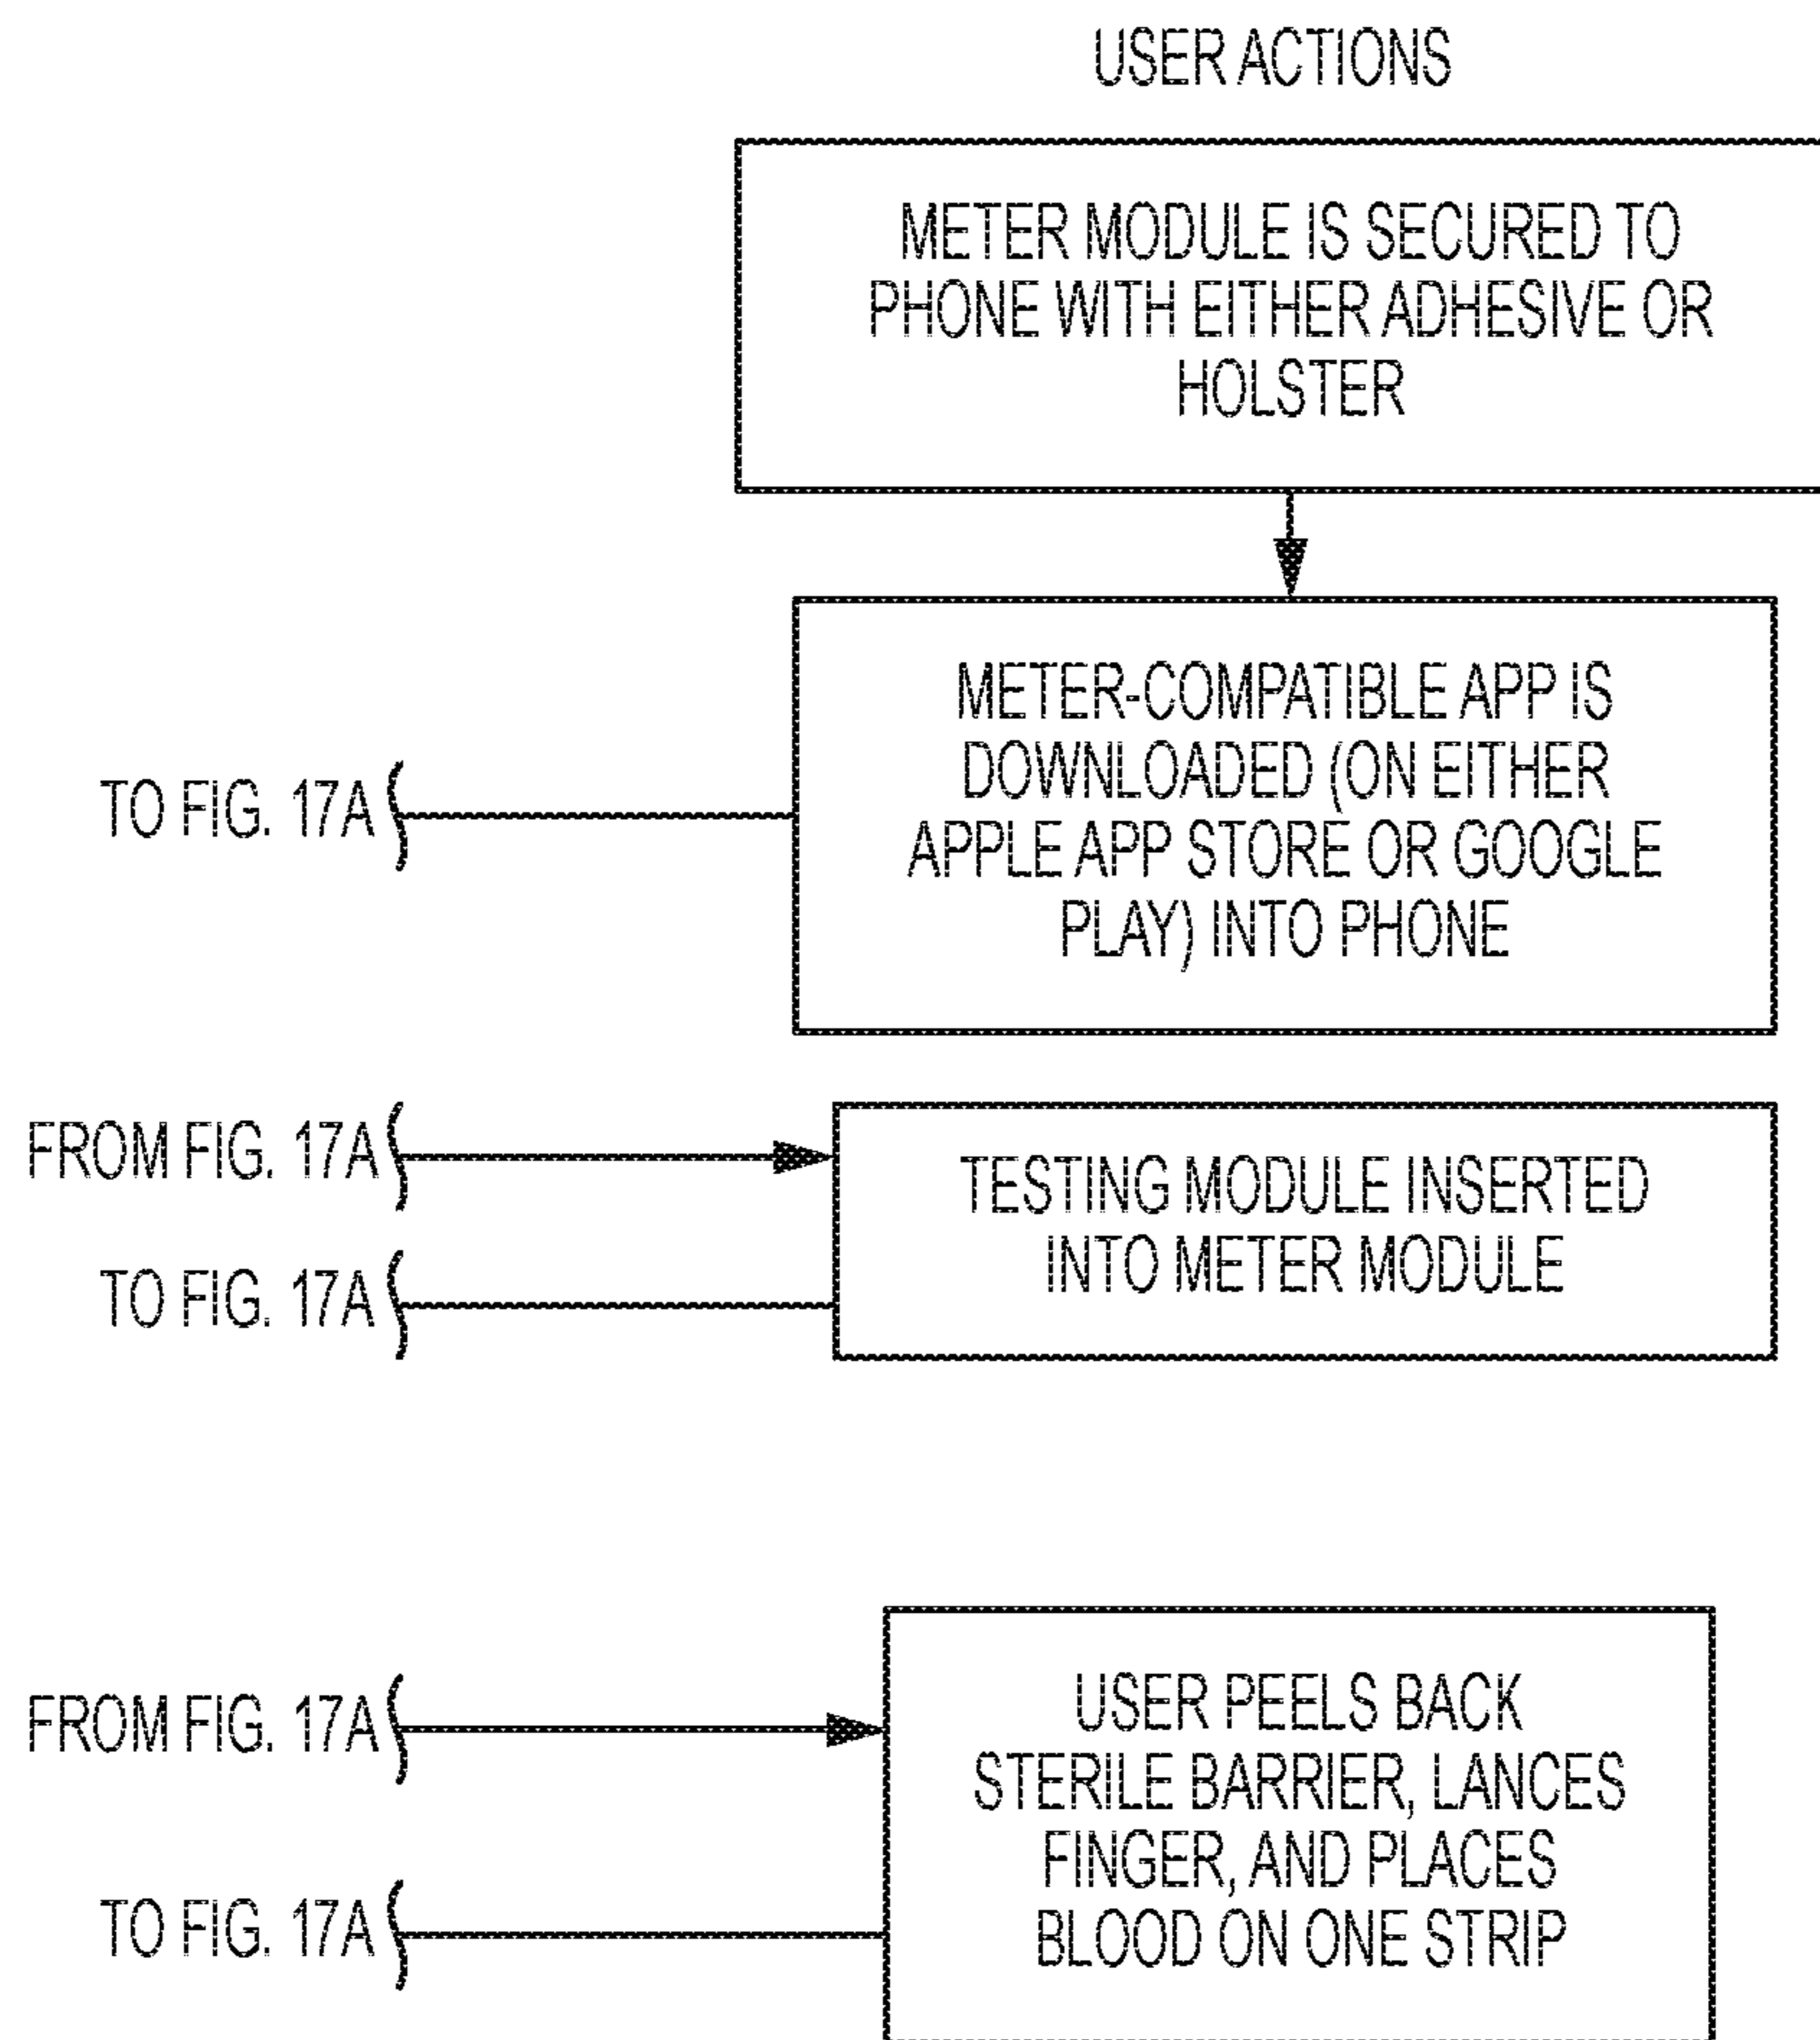 USER ACTIONS
METER MODULE IS SECURED TO
PHONE WITH EITHER ADHESIVE OR
HOLSTER
METER-COMPATIBLE APP IS
DOWNLOADED (ON EITHER
APPLE APP STORE OR GOOGLE
PLAY) INTO PHONE
TO FIG. 17A
FROM FIG. 17A
TESTING MODULE INSERTED
INTO METER MODULE
TO FIG. 17A
FROM FIG. 17A
USER PEELS BACK
STERILE BARRIER, LANCES
FINGER, AND PLACES
BLOOD ON ONE STRIP
TO FIG. 17A